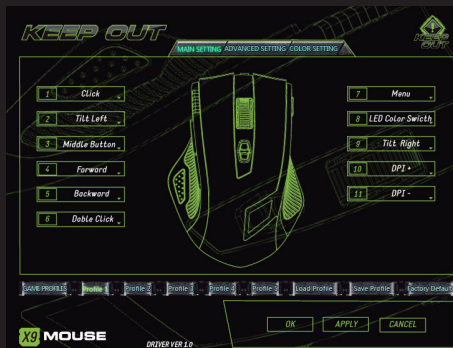 KEEP OUT
KEEP OUT
MAIN SETTING ADVANCED SETTING COLOR SETTING
1 Click
2 Tilt Left
3 Middle Button
4 Forward
5 Backward
6 Doble Click
7 Menu
8 LED Color Swicth
9 Tilt Right
10 DPI +
11 DPI -
GAME PROFILES Profile 1 Profile 2 Profile 3 Profile 4 Profile 5 Load Profile Save Profile Factory Default
OK APPLY CANCEL
X9 MOUSE
DRIVER VER 1.0